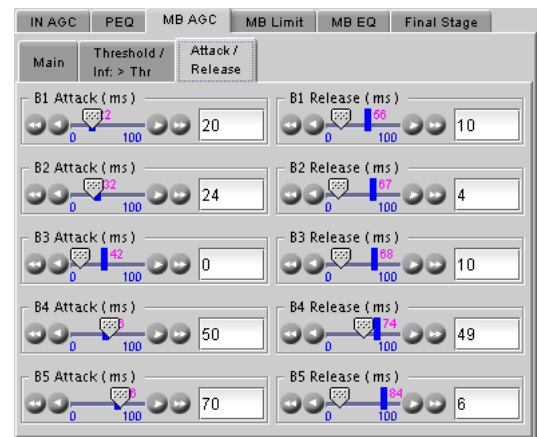 IN AGC PEQ MB AGC MB Limit MB EQ Final Stage
Main Threshold / Inf: > Thr Attack / Release
B1 Attack ( ms ) B1 Release ( ms )
0 100 20 56 0 100 10
B2 Attack ( ms ) B2 Release ( ms )
32 0 100 24 67 0 100 4
B3 Attack ( ms ) B3 Release ( ms )
42 0 100 0 68 0 100 10
B4 Attack ( ms ) B4 Release ( ms )
0 100 50 74 0 100 49
B5 Attack ( ms ) B5 Release ( ms )
0 100 70 84 0 100 6